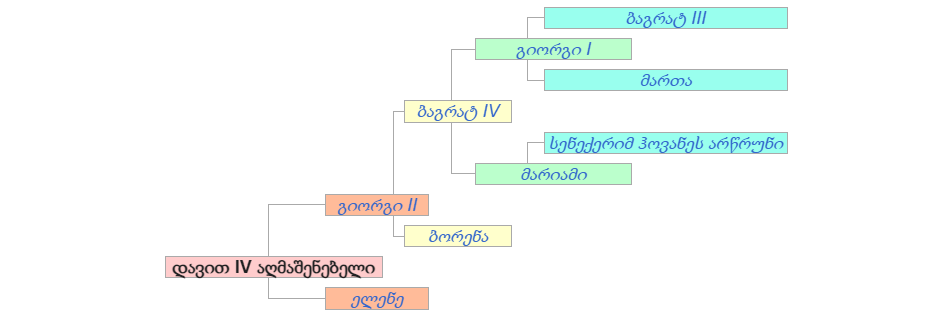 ბაგრატ III
გიორგი I
მართა
ბაგრატ IV
სენექერიმ ჰოვანეს არწრუნი
მარიამი
გიორგი II
ბორენა
დავით IV აღმაშენებელი
ელენე